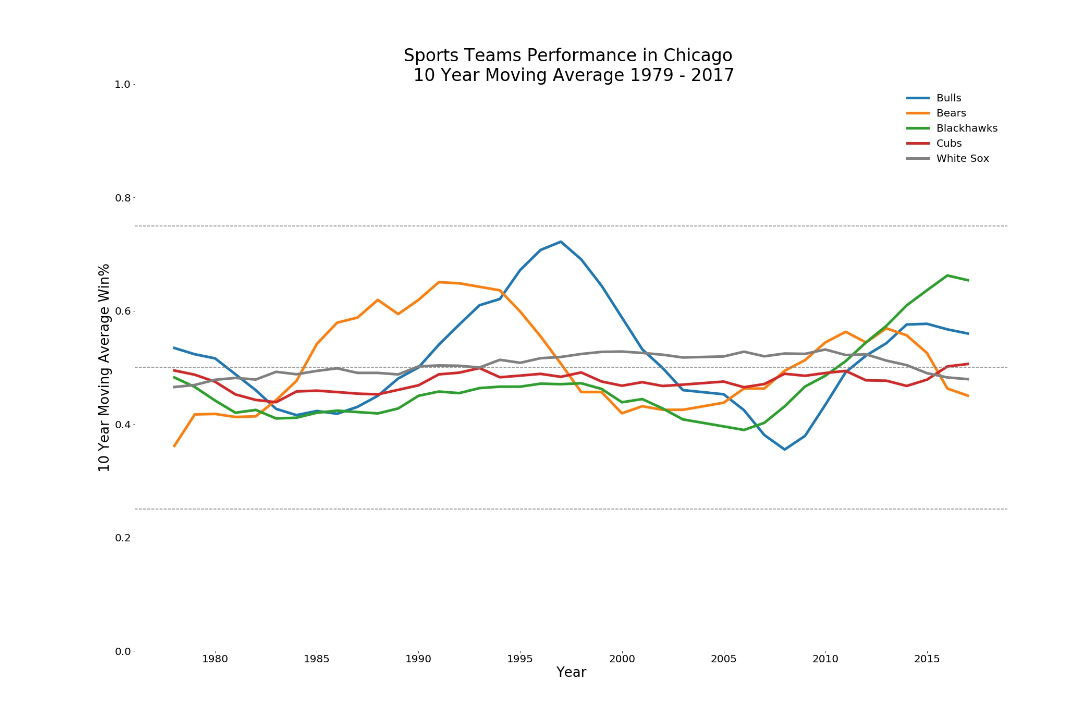 Sports Teams Performance in Chicago
10 Year Moving Average 1979 - 2017
Bulls
Bears
Blackhawks
Cubs
White Sox
10 Year Moving Average Win%
1.0
0.8
0.6
0.4
0.2
0.0
1980 1985 1990 1995 2000 2005 2010 2015
Year